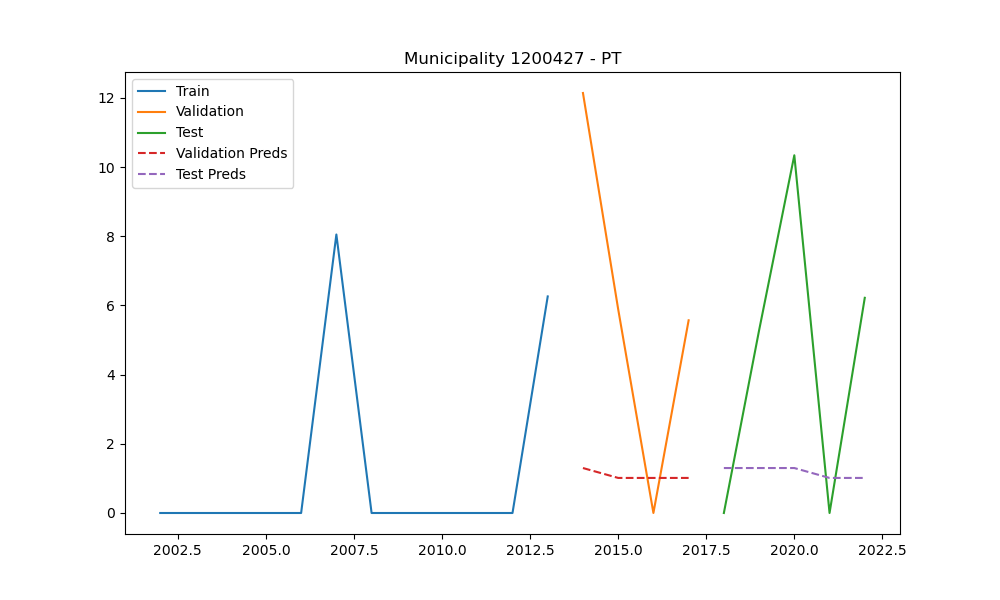 Municipality 1200427 - PT
Train
Validation
Test
Validation Preds
Test Preds
12
10
8
6
4
2
0
2002.5 2005.0 2007.5 2010.0 2012.5 2015.0 2017.5 2020.0 2022.5